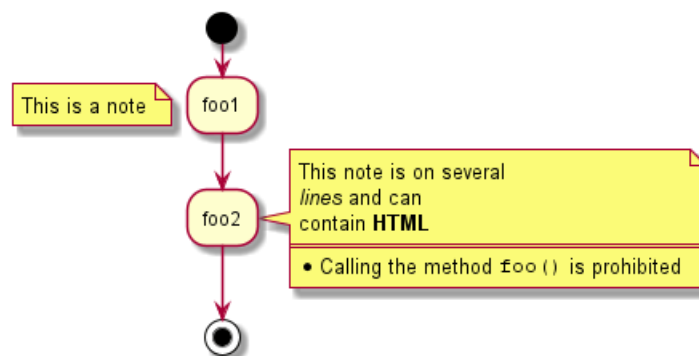 This is a note
foo1
foo2
This note is on several
lines and can
contain HTML
• Calling the method foo() is prohibited